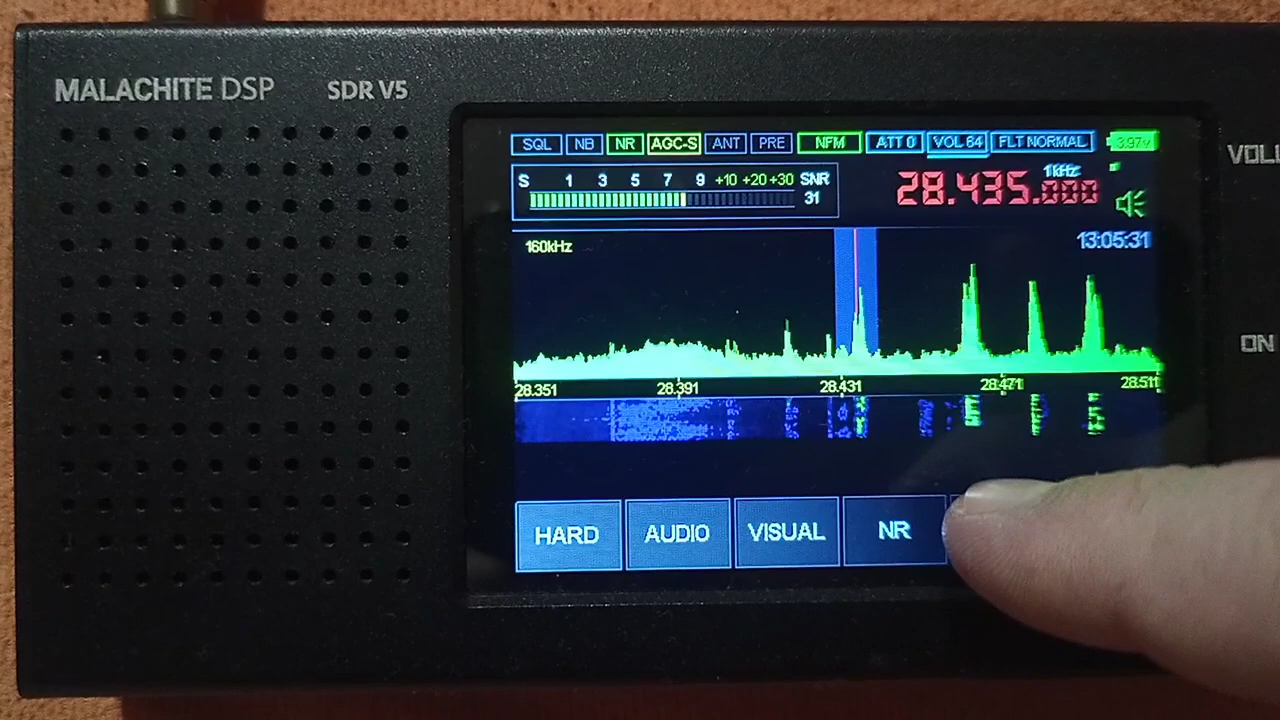 MALACHITE DSP SDR V5
SQL NB NR AGC-S ANT PRE NFM ATT 0 VOL 64 FLT NORMAL 3.97V
S 1 3 5 7 9 +10 +20 +30 SNR
31
1kHz
28.435.000
160kHz
13:05:31
28.351 28.391 28.431 28.471 28.511
HARD AUDIO VISUAL NR
ON